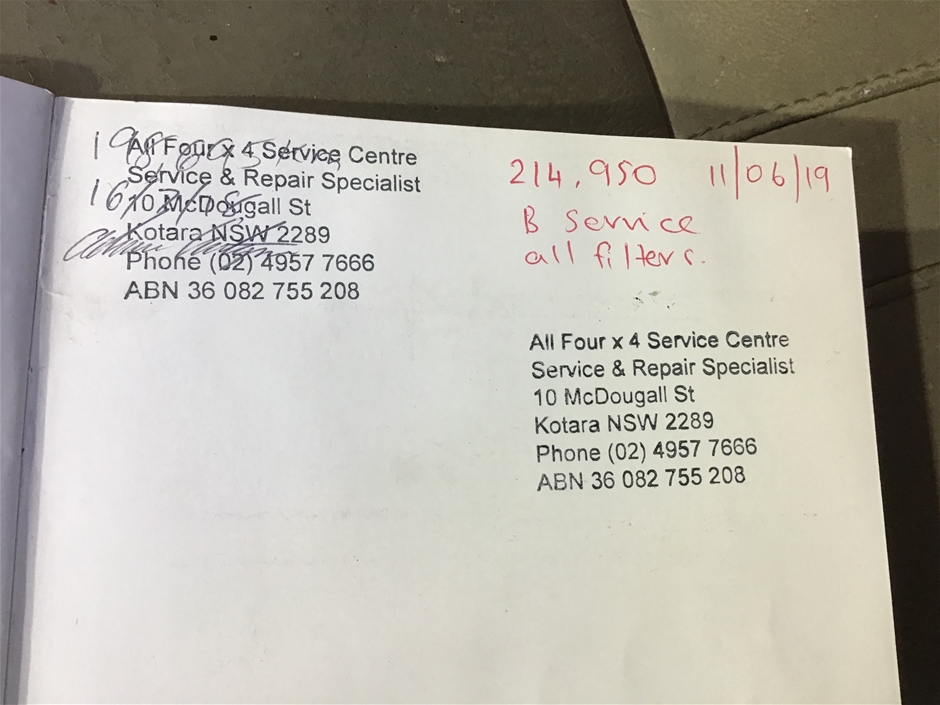 All Four x 4 Service Centre
Service & Repair Specialist
10 McDougall St
Kotara NSW 2289
Phone (02) 4957 7666
ABN 36 082 755 208
214,950 11/06/19
B Service
all filters.
All Four x 4 Service Centre
Service & Repair Specialist
10 McDougall St
Kotara NSW 2289
Phone (02) 4957 7666
ABN 36 082 755 208